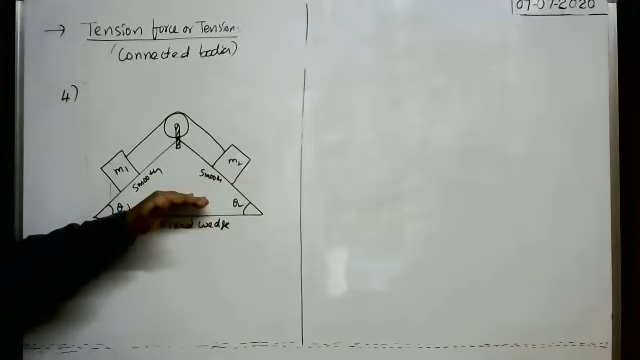 07-07-2020
→ Tension force or Tension
(Connected bodies)
4)
m1
m2
Smooth
Smooth
θ1
θ2
wedge